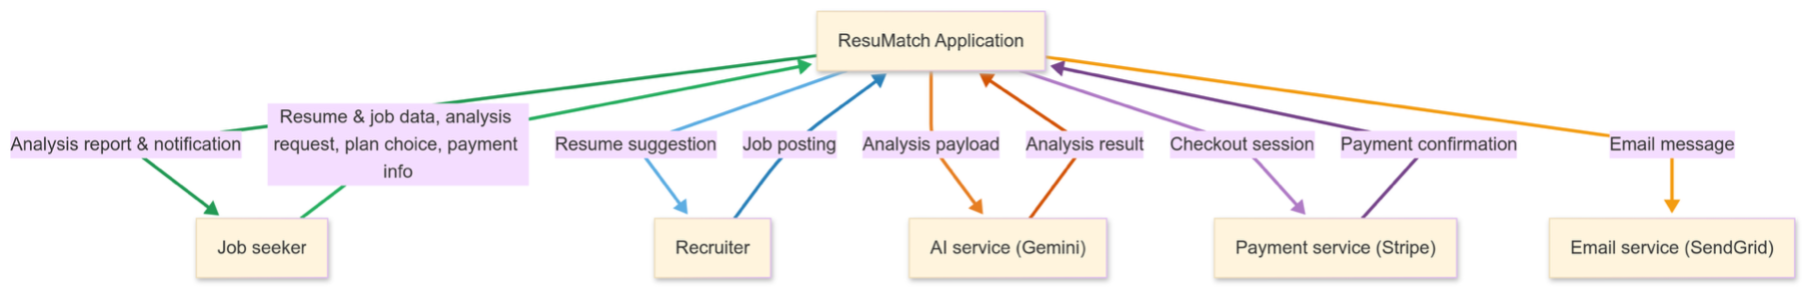 ResuMatch Application
Resume & job data, analysis
request, plan choice, payment
info
Analysis report & notification
Resume suggestion
Job posting
Analysis payload
Analysis result
Checkout session
Payment confirmation
Email message
Job seeker
Recruiter
AI service (Gemini)
Payment service (Stripe)
Email service (SendGrid)